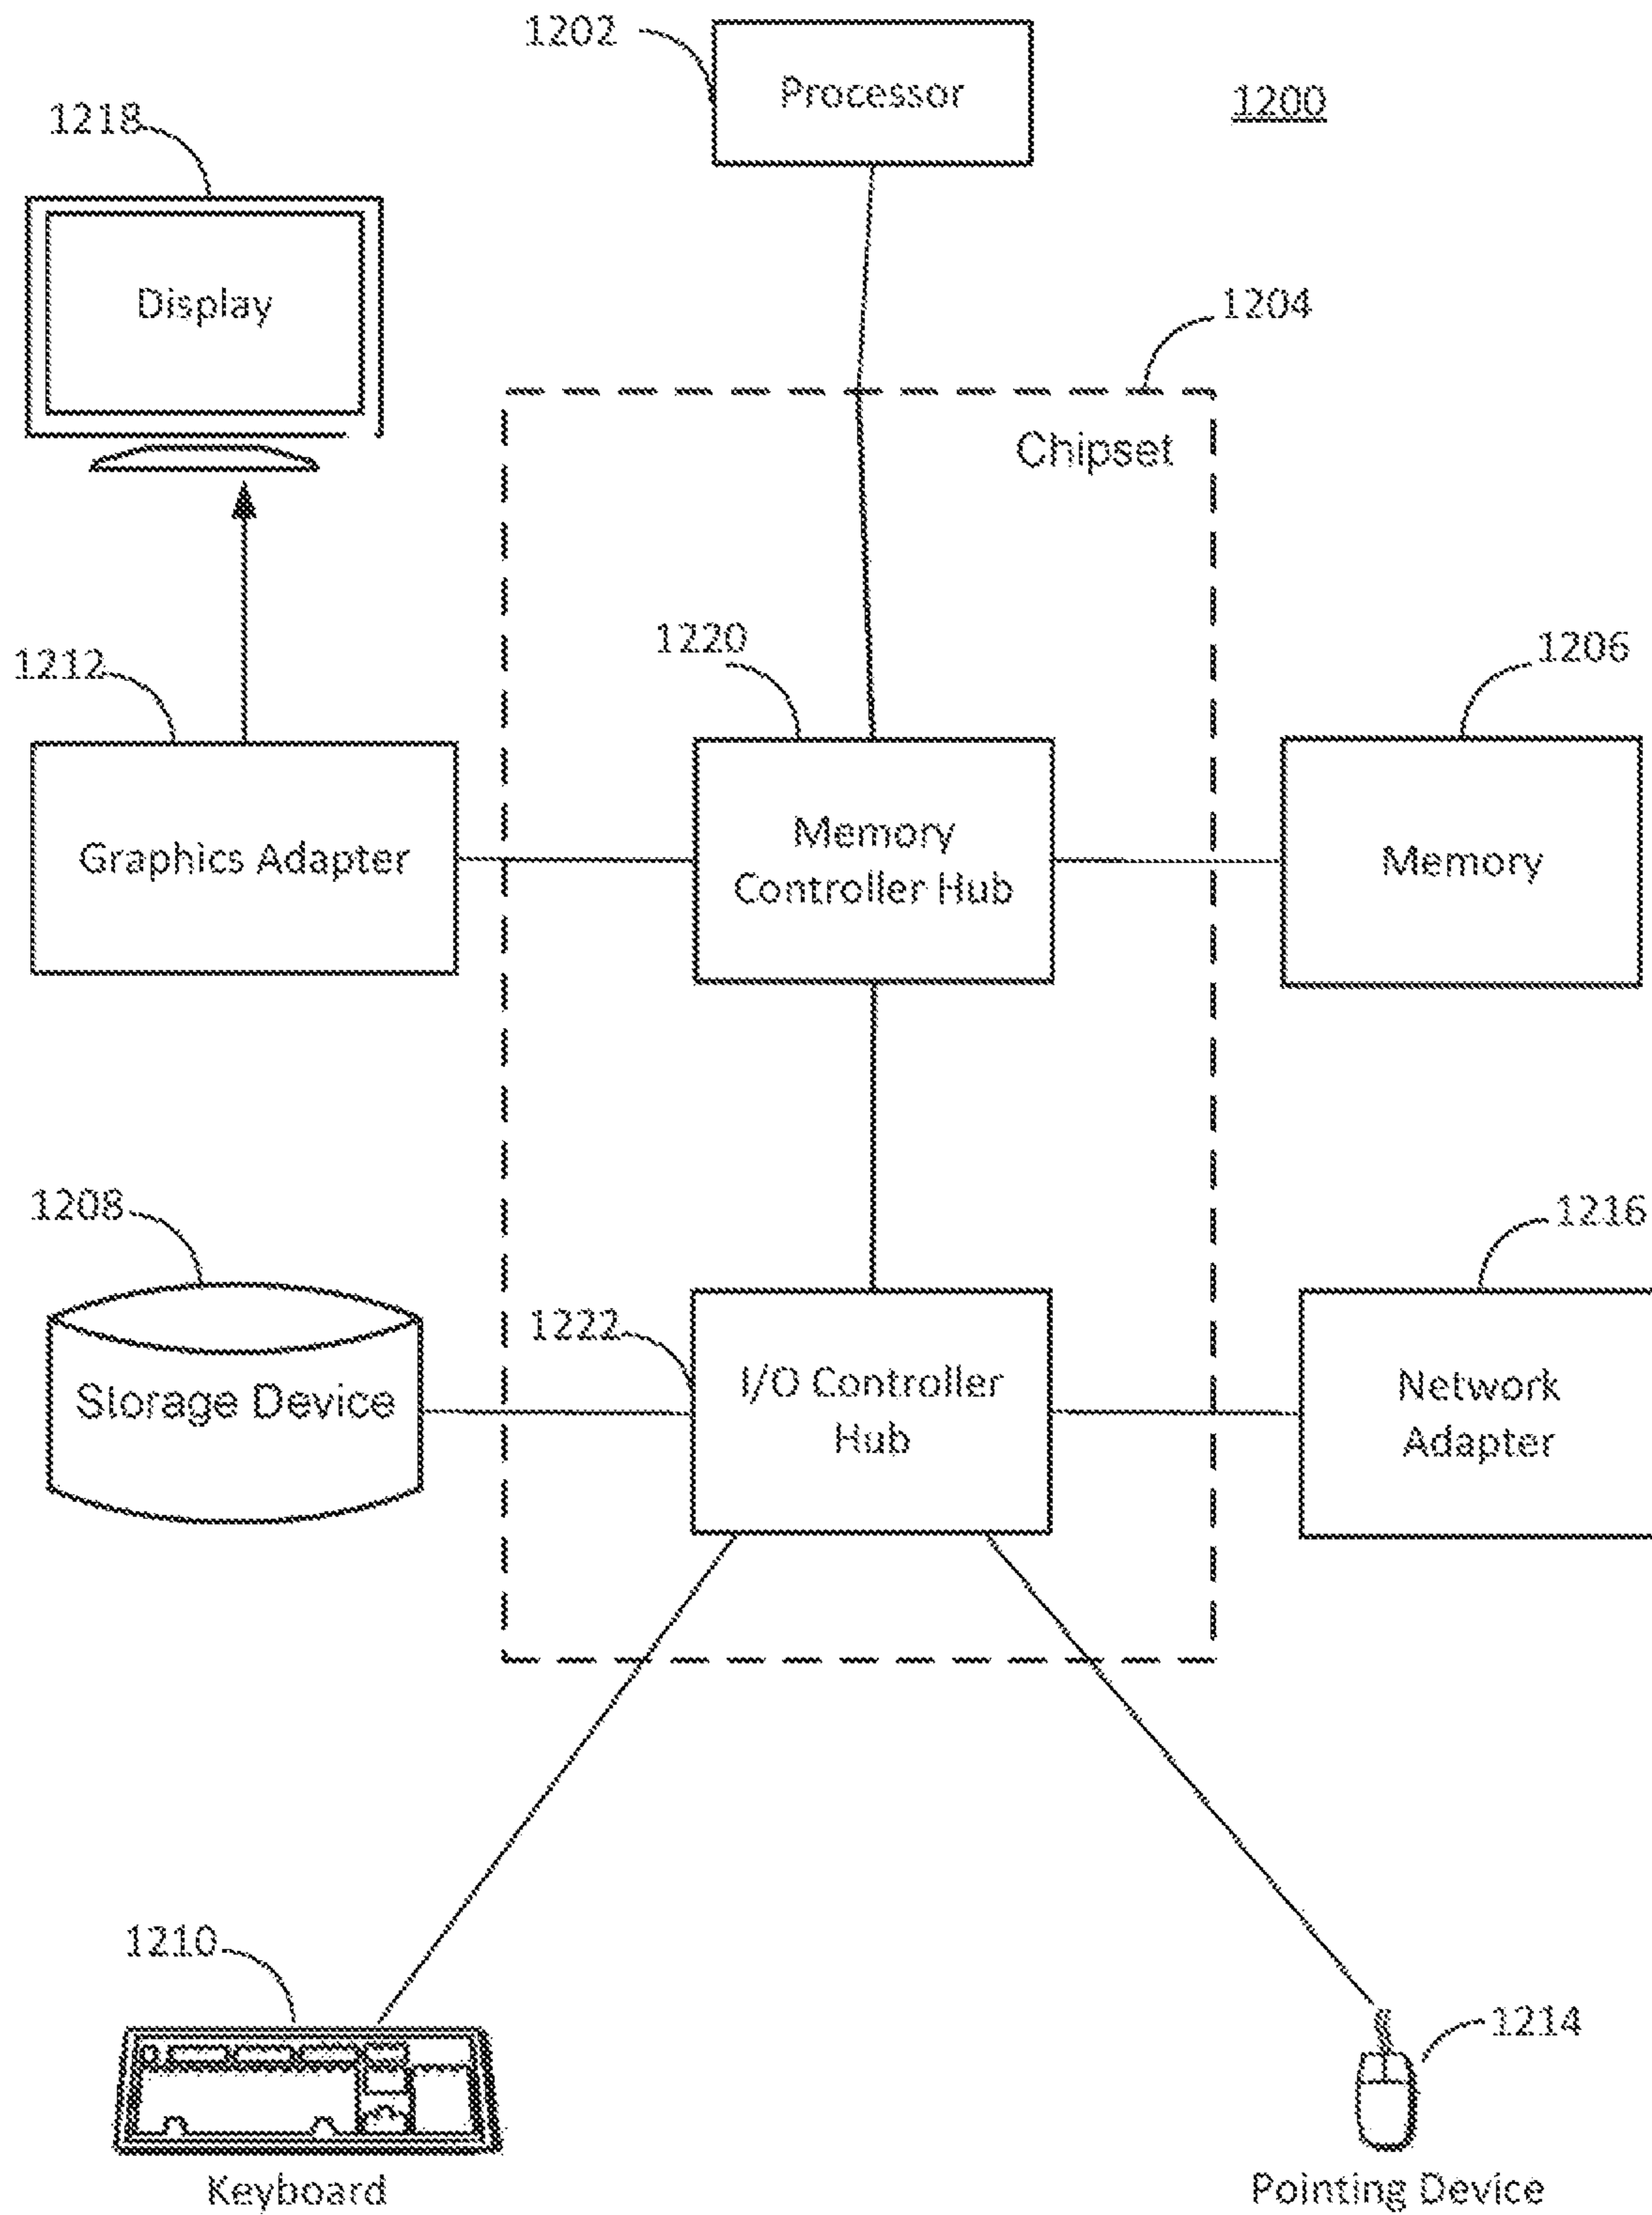 1202
Processor
1200
1218
Display
1204
Chipset
1220
1206
1212
Graphics Adapter
Memory
Controller Hub
Memory
1208
1216
1222
Storage Device
I/O Controller
Hub
Network
Adapter
1210
1214
Keyboard
Pointing Device